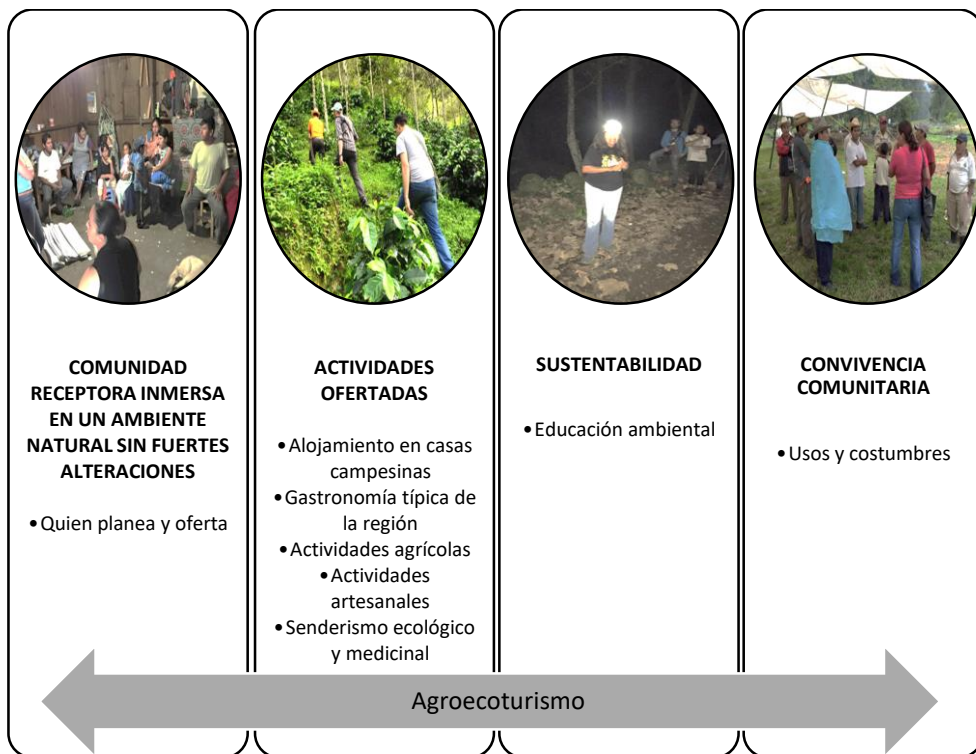 COMUNIDAD
RECEPTORA INMERSA
EN UN AMBIENTE
NATURAL SIN FUERTES
ALTERACIONES
•Quien planea y oferta
ACTIVIDADES
OFERTADAS
•Alojamiento en casas
campesinas
•Gastronomía típica de
la región
•Actividades agrícolas
•Actividades
artesanales
•Senderismo ecológico
y medicinal
SUSTENTABILIDAD
•Educación ambiental
CONVIVENCIA
COMUNITARIA
•Usos y costumbres
Agroecoturismo